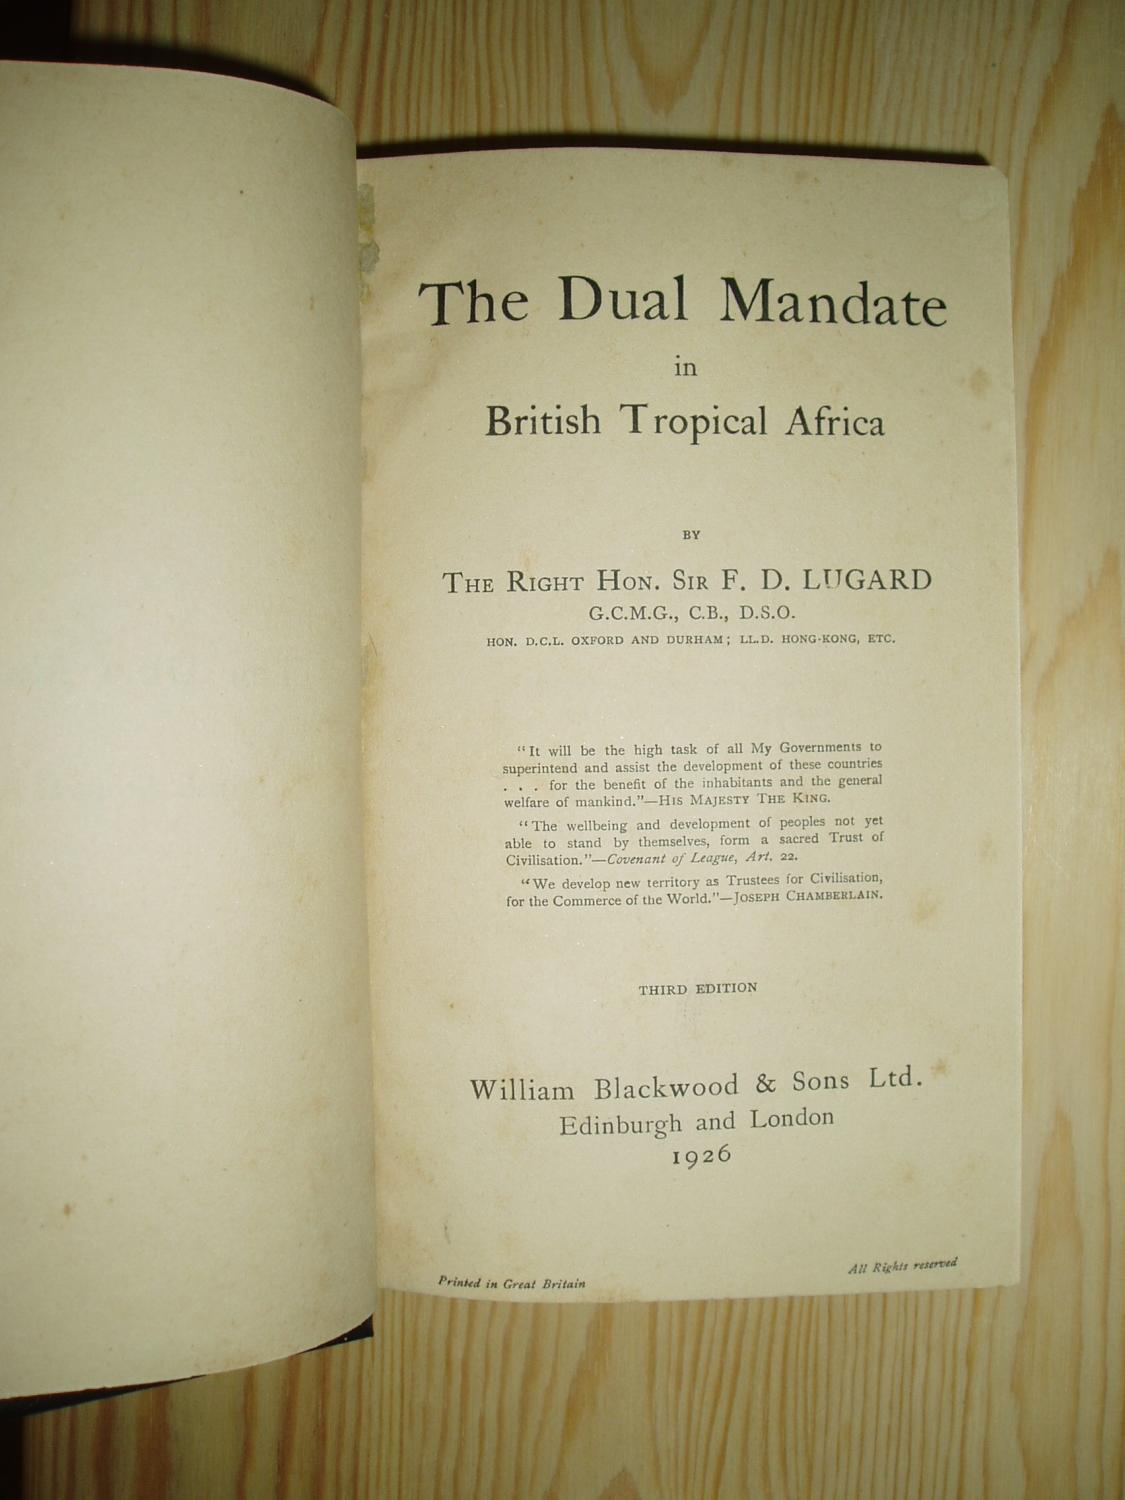 The Dual Mandate
in
British Tropical Africa
BY
THE RIGHT HON. SIR F. D. LUGARD
G.C.M.G., C.B., D.S.O.
HON. D.C.L. OXFORD AND DURHAM; LL.D. HONG-KONG, ETC.
"It will be the high task of all My Governments to
superintend and assist the development of these countries
. . . for the benefit of the inhabitants and the general
welfare of mankind."—HIS MAJESTY THE KING.
"The wellbeing and development of peoples not yet
able to stand by themselves, form a sacred Trust of
Civilisation."—Covenant of League, Art. 22.
"We develop new territory as Trustees for Civilisation,
for the Commerce of the World."—JOSEPH CHAMBERLAIN.
THIRD EDITION
William Blackwood & Sons Ltd.
Edinburgh and London
1926
Printed in Great Britain
All Rights reserved